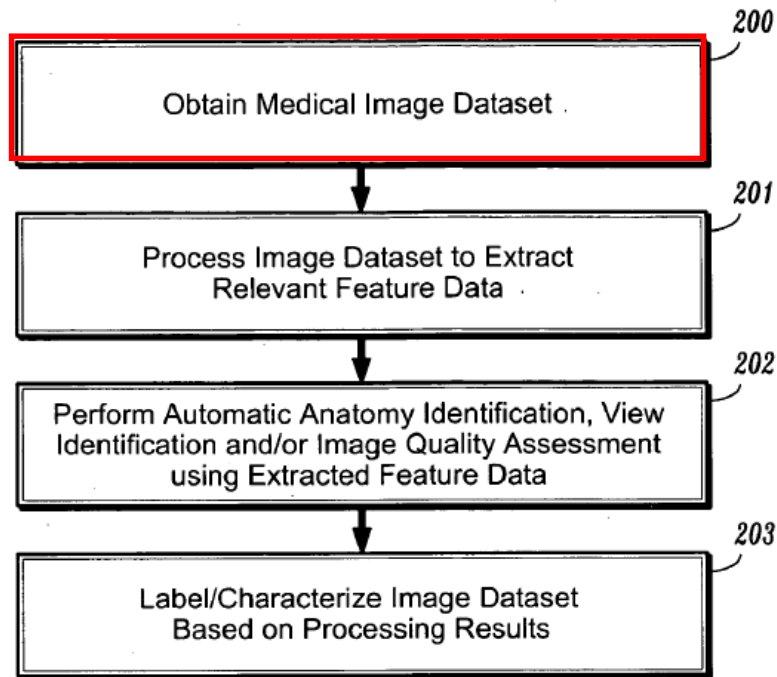 200
Obtain Medical Image Dataset
201
Process Image Dataset to Extract
Relevant Feature Data
202
Perform Automatic Anatomy Identification, View
Identification and/or Image Quality Assessment
using Extracted Feature Data
203
Label/Characterize Image Dataset
Based on Processing Results